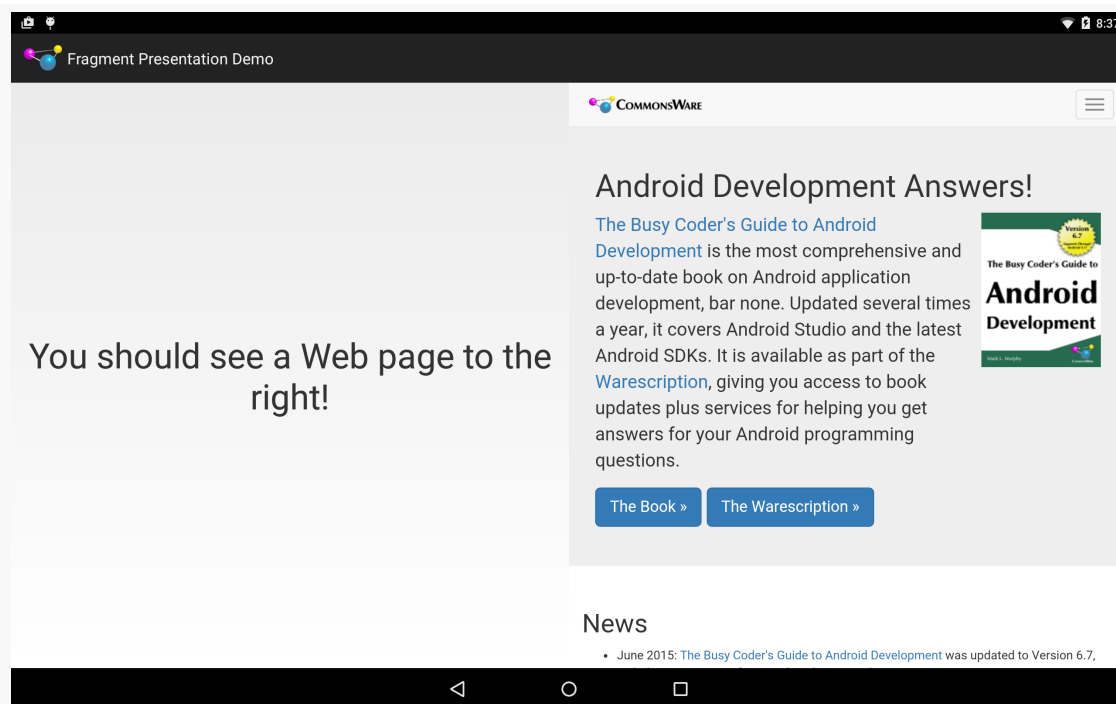 8:37
Fragment Presentation Demo
You should see a Web page to the
right!
COMMONSWARE
Android Development Answers!
The Busy Coder's Guide to Android
Development is the most comprehensive and
up-to-date book on Android application
development, bar none. Updated several times
a year, it covers Android Studio and the latest
Android SDKs. It is available as part of the
Warescription, giving you access to book
updates plus services for helping you get
answers for your Android programming
questions.
Version
6.7
The Busy Coder's Guide to
Android
Development
Mark L. Murphy
CommonsWare
The Book »
The Warescription »
News
• June 2015: The Busy Coder's Guide to Android Development was updated to Version 6.7,